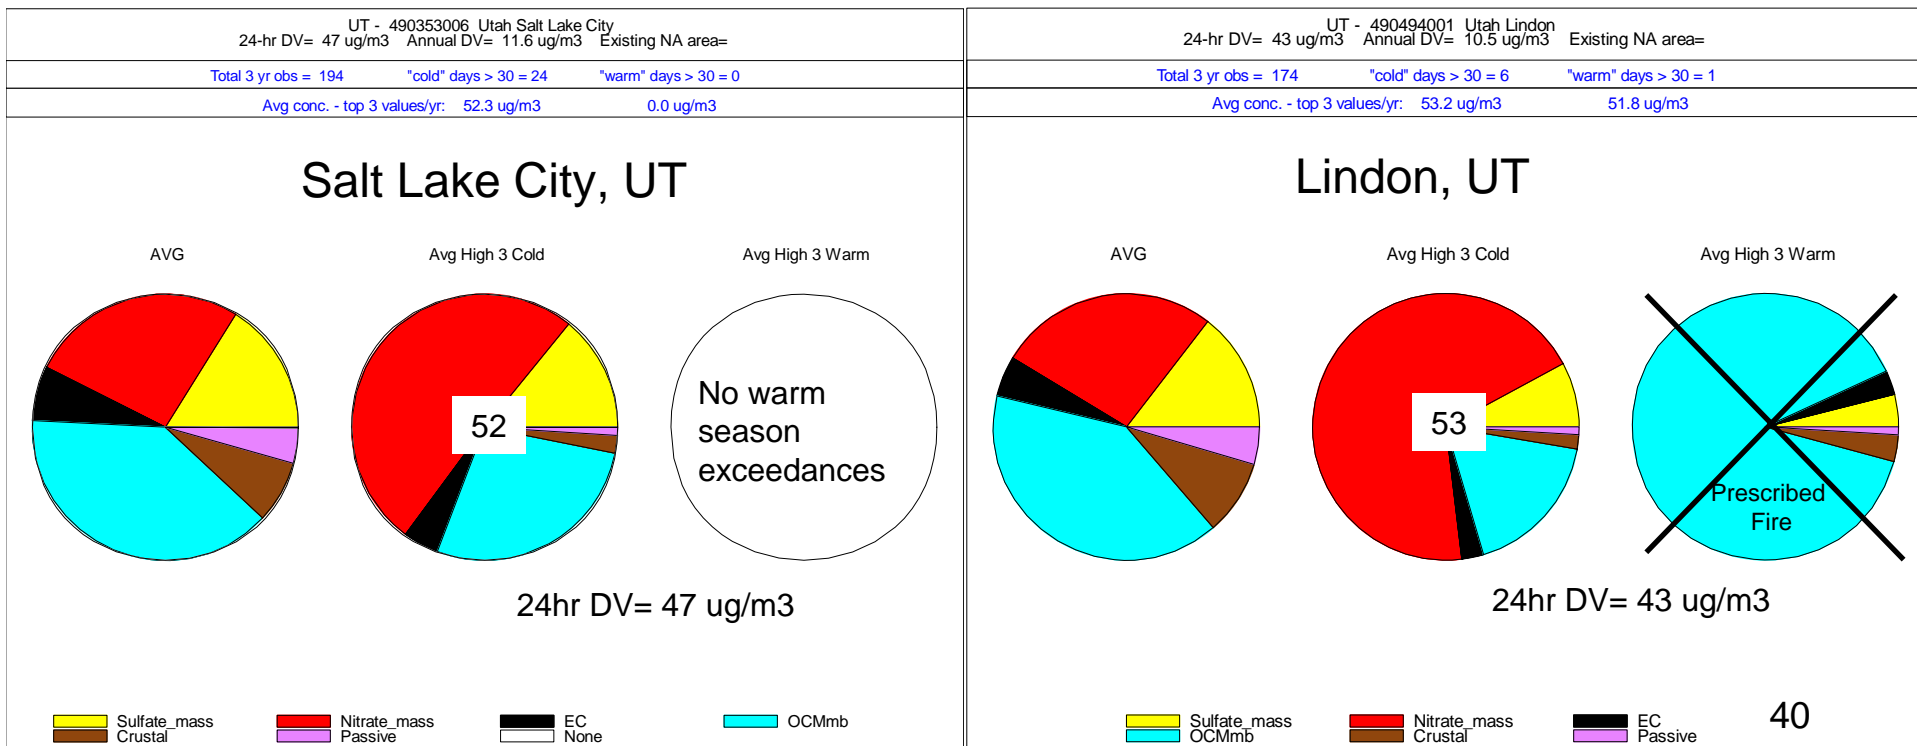 UT - 490353006 Utah Salt Lake City
24-hr DV= 47 ug/m3 Annual DV= 11.6 ug/m3 Existing NA area=
Total 3 yr obs = 194 "cold" days > 30 = 24 "warm" days > 30 = 0
Avg conc. - top 3 values/yr: 52.3 ug/m3 0.0 ug/m3
Salt Lake City, UT
AVG
Avg High 3 Cold
Avg High 3 Warm
52
No warm
season
exceedances
24hr DV= 47 ug/m3
Sulfate_mass Nitrate_mass EC OCMmb
Crustal Passive None
UT - 490494001 Utah Lindon
24-hr DV= 43 ug/m3 Annual DV= 10.5 ug/m3 Existing NA area=
Total 3 yr obs = 174 "cold" days > 30 = 6 "warm" days > 30 = 1
Avg conc. - top 3 values/yr: 53.2 ug/m3 51.8 ug/m3
Lindon, UT
AVG
Avg High 3 Cold
Avg High 3 Warm
53
Prescribed
Fire
24hr DV= 43 ug/m3
Sulfate_mass Nitrate_mass EC
OCMmb Crustal Passive
40